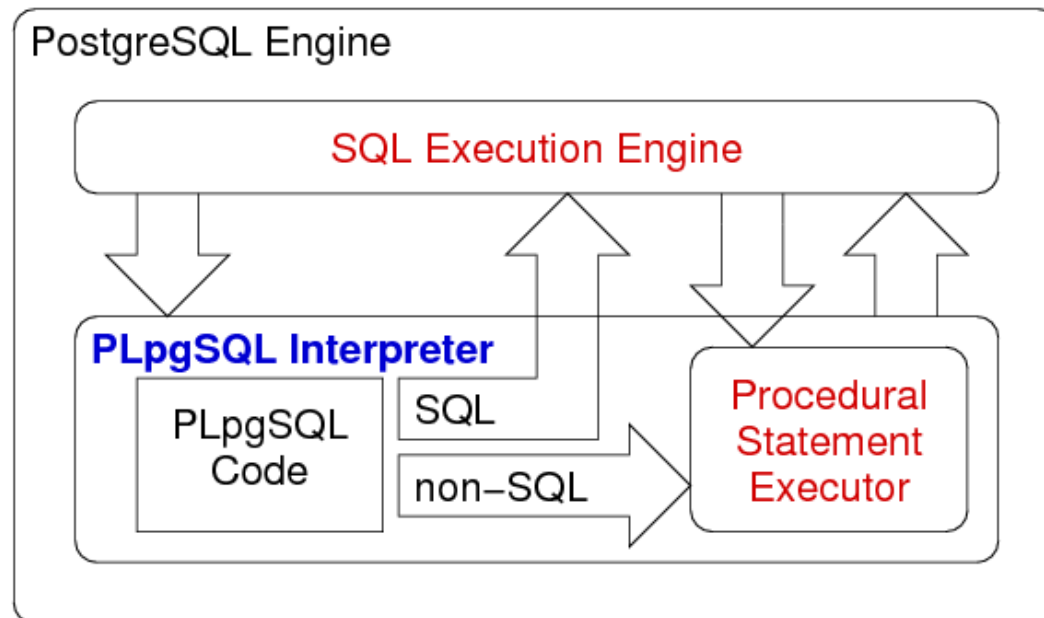 PostgreSQL Engine
SQL Execution Engine
PLpgSQL Interpreter
PLpgSQL
Code
SQL
non−SQL
Procedural
Statement
Executor